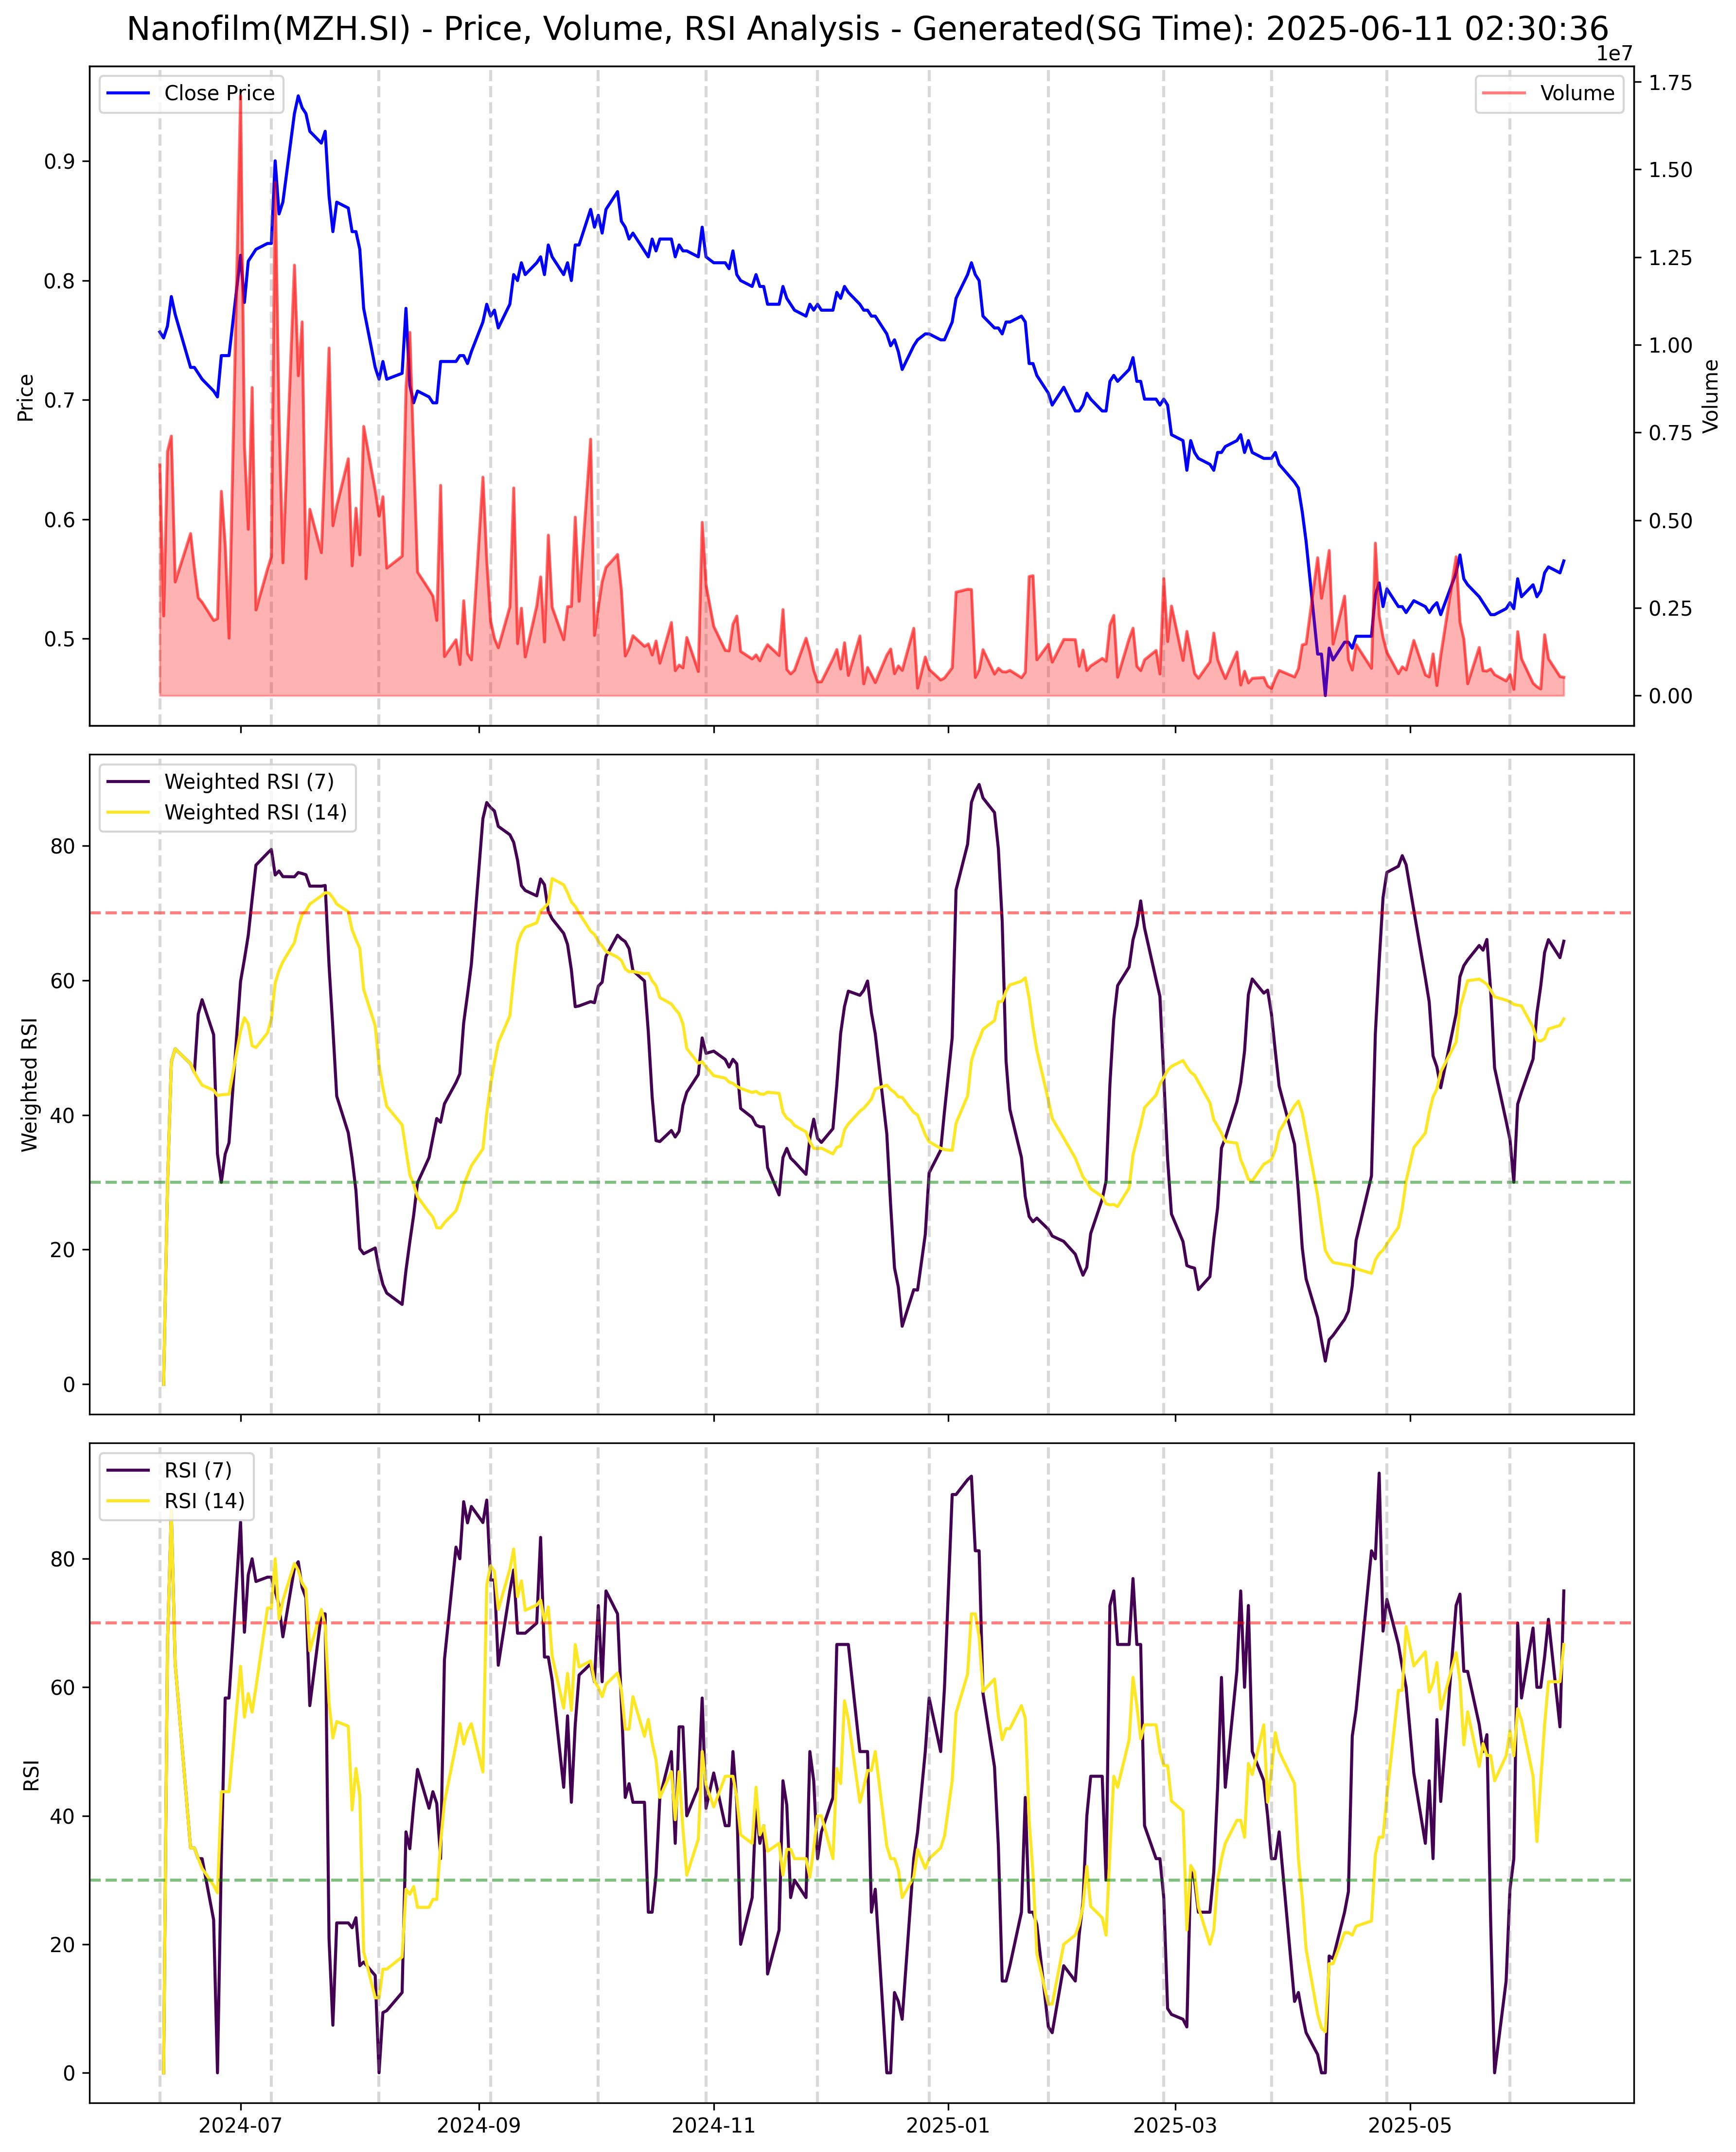 Nanofilm(MZH.SI) - Price, Volume, RSI Analysis - Generated(SG Time): 2025-06-11 02:30:36
1e7
Close Price
Volume
0.9
0.8
0.7
0.6
0.5
Price
1.75
1.50
1.25
1.00
0.75
0.50
0.25
0.00
Volume
Weighted RSI (7)
Weighted RSI (14)
80
60
40
20
0
Weighted RSI
RSI (7)
RSI (14)
80
60
40
20
0
RSI
2024-07
2024-09
2024-11
2025-01
2025-03
2025-05